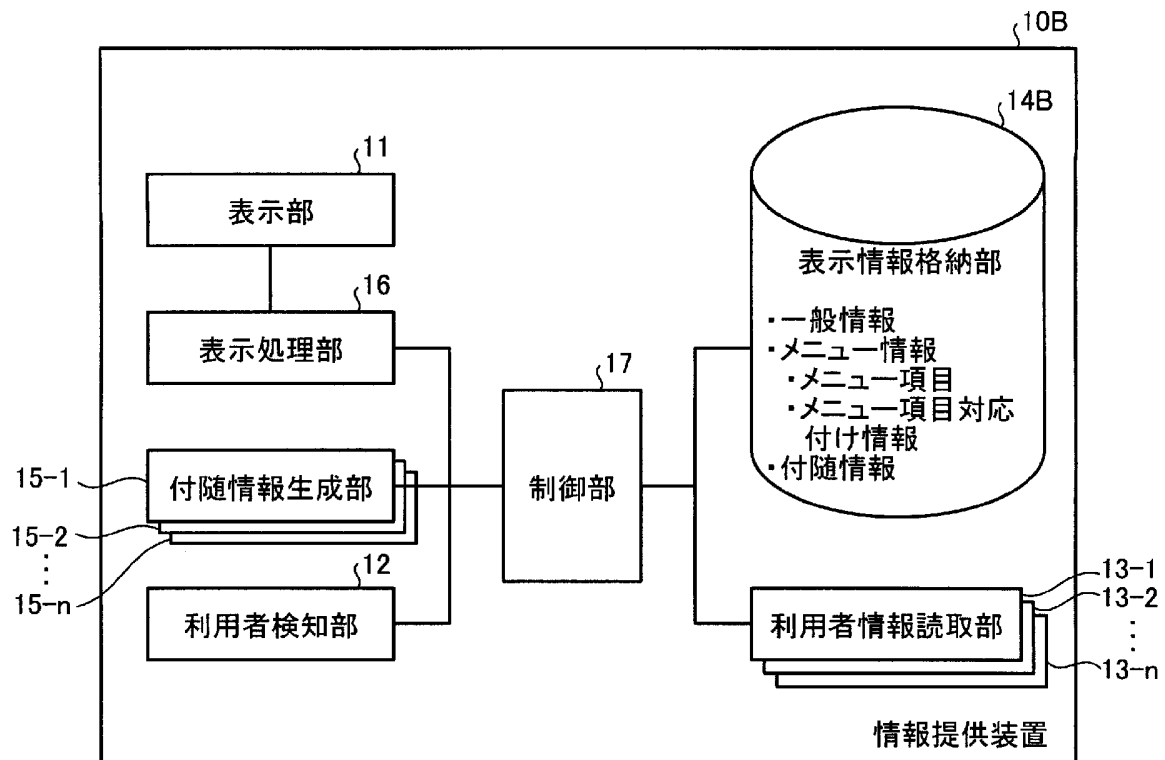 10B
14B
11
表示部
表示情報格納部
16
・一般情報
表示処理部
・メニュー情報
17
・メニュー項目
・メニュー項目対応
付け情報
15-1
付随情報生成部
制御部
・付随情報
15-2
⋮
15-n
12
13-1
利用者検知部
利用者情報読取部
13-2
⋮
13-n
情報提供装置